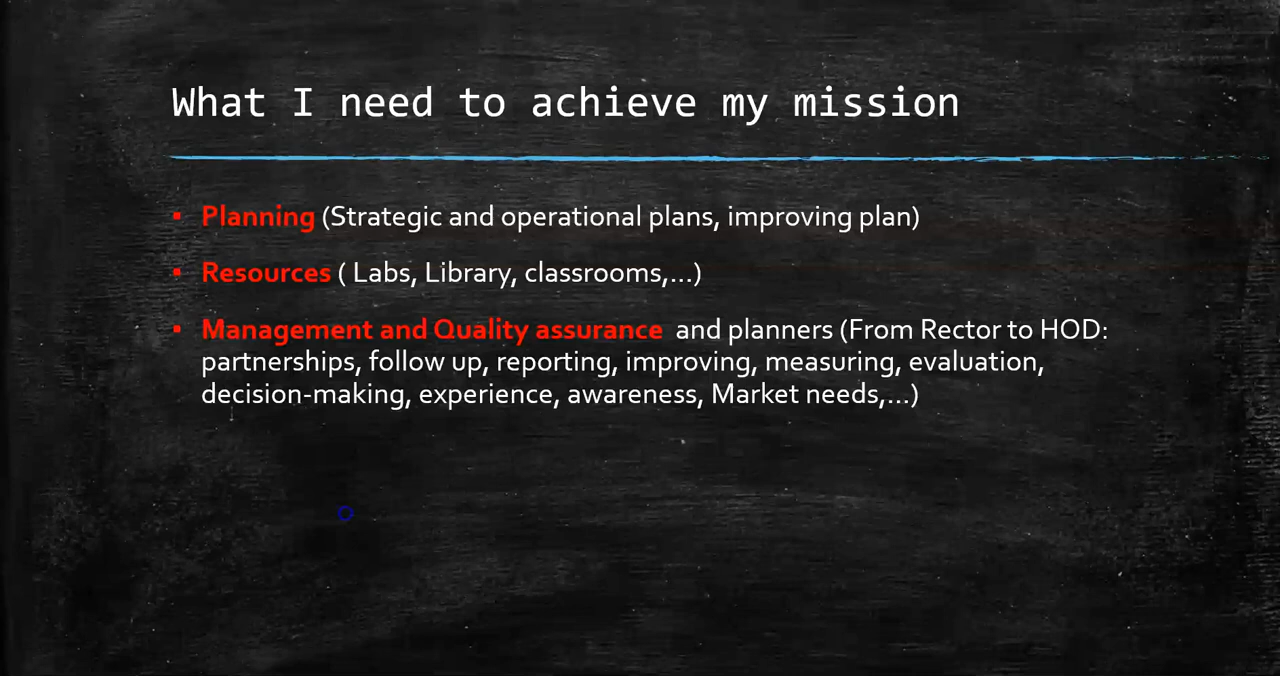 What I need to achieve my mission
▪ Planning (Strategic and operational plans, improving plan)
▪ Resources ( Labs, Library, classrooms,...)
▪ Management and Quality assurance  and planners (From Rector to HOD:
partnerships, follow up, reporting, improving, measuring, evaluation,
decision-making, experience, awareness, Market needs,...)